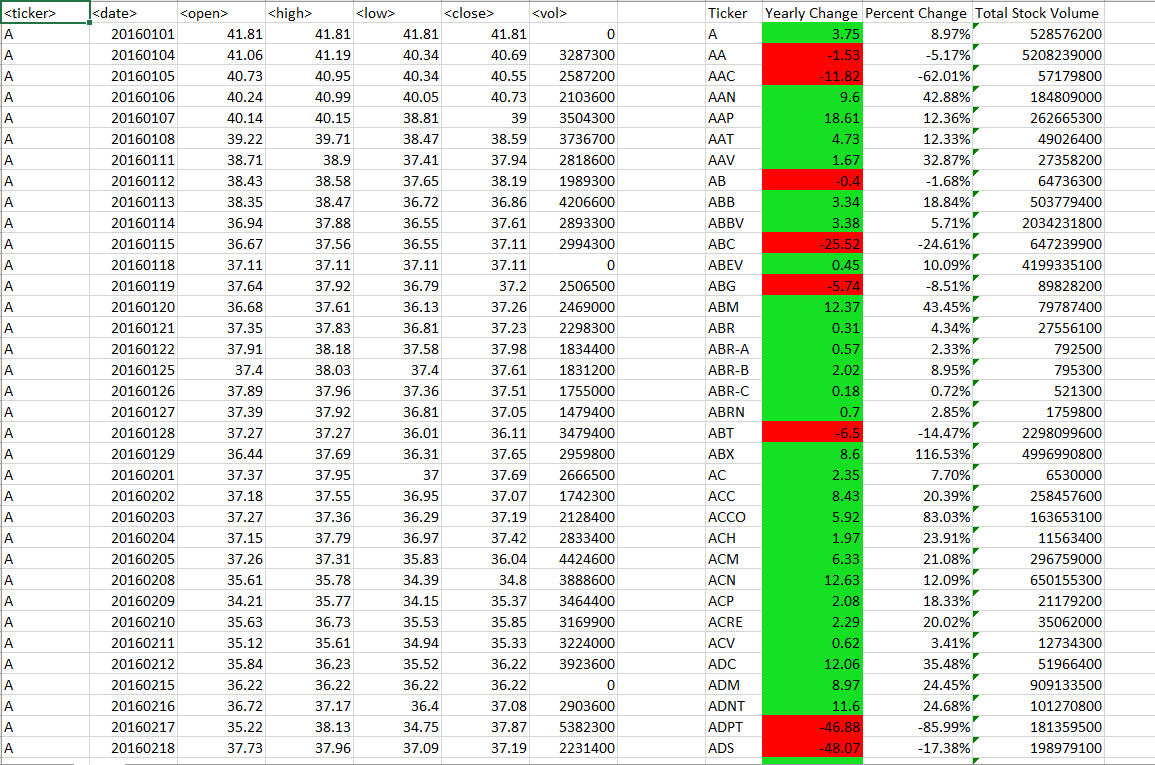 <ticker> <date> <open> <high> <low> <close> <vol> Ticker Yearly Change Percent Change Total Stock Volume
A 20160101 41.81 41.81 41.81 41.81 0 A 3.75 8.97% 528576200
A 20160104 41.06 41.19 40.34 40.69 3287300 AA -1.53 -5.17% 5208239000
A 20160105 40.73 40.95 40.34 40.55 2587200 AAC -11.82 -62.01% 57179800
A 20160106 40.24 40.99 40.05 40.73 2103600 AAN 9.6 42.88% 184809000
A 20160107 40.14 40.15 38.81 39 3504300 AAP 18.61 12.36% 262665300
A 20160108 39.22 39.71 38.47 38.59 3736700 AAT 4.73 12.33% 49026400
A 20160111 38.71 38.9 37.41 37.94 2818600 AAV 1.67 32.87% 27358200
A 20160112 38.43 38.58 37.65 38.19 1989300 AB -0.4 -1.68% 64736300
A 20160113 38.35 38.47 36.72 36.86 4206600 ABB 3.34 18.84% 503779400
A 20160114 36.94 37.88 36.55 37.61 2893300 ABBV 3.38 5.71% 2034231800
A 20160115 36.67 37.56 36.55 37.11 2994300 ABC -25.52 -24.61% 647239900
A 20160118 37.11 37.11 37.11 37.11 0 ABEV 0.45 10.09% 4199335100
A 20160119 37.64 37.92 36.79 37.2 2506500 ABG -5.74 -8.51% 89828200
A 20160120 36.68 37.61 36.13 37.26 2469000 ABM 12.37 43.45% 79787400
A 20160121 37.35 37.83 36.81 37.23 2298300 ABR 0.31 4.34% 27556100
A 20160122 37.91 38.18 37.58 37.98 1834400 ABR-A 0.57 2.33% 792500
A 20160125 37.4 38.03 37.4 37.61 1831200 ABR-B 2.02 8.95% 795300
A 20160126 37.89 37.96 37.36 37.51 1755000 ABR-C 0.18 0.72% 521300
A 20160127 37.39 37.92 36.81 37.05 1479400 ABRN 0.7 2.85% 1759800
A 20160128 37.27 37.27 36.01 36.11 3479400 ABT -6.5 -14.47% 2298099600
A 20160129 36.44 37.69 36.31 37.65 2959800 ABX 8.6 116.53% 4996990800
A 20160201 37.37 37.95 37 37.69 2666500 AC 2.35 7.70% 6530000
A 20160202 37.18 37.55 36.95 37.07 1742300 ACC 8.43 20.39% 258457600
A 20160203 37.27 37.36 36.29 37.19 2128400 ACCO 5.92 83.03% 163653100
A 20160204 37.15 37.79 36.97 37.42 2833400 ACH 1.97 23.91% 11563400
A 20160205 37.26 37.31 35.83 36.04 4424600 ACM 6.33 21.08% 296759000
A 20160208 35.61 35.78 34.39 34.8 3888600 ACN 12.63 12.09% 650155300
A 20160209 34.21 35.77 34.15 35.37 3464400 ACP 2.08 18.33% 21179200
A 20160210 35.63 36.73 35.53 35.85 3169900 ACRE 2.29 20.02% 35062000
A 20160211 35.12 35.61 34.94 35.33 3224000 ACV 0.62 3.41% 12734300
A 20160212 35.84 36.23 35.52 36.22 3923600 ADC 12.06 35.48% 51966400
A 20160215 36.22 36.22 36.22 36.22 0 ADM 8.97 24.45% 909133500
A 20160216 36.72 37.17 36.4 37.08 2903600 ADNT 11.6 24.68% 101270800
A 20160217 35.22 38.13 34.75 37.87 5382300 ADPT -46.88 -85.99% 181359500
A 20160218 37.73 37.96 37.09 37.19 2231400 ADS -48.07 -17.38% 198979100